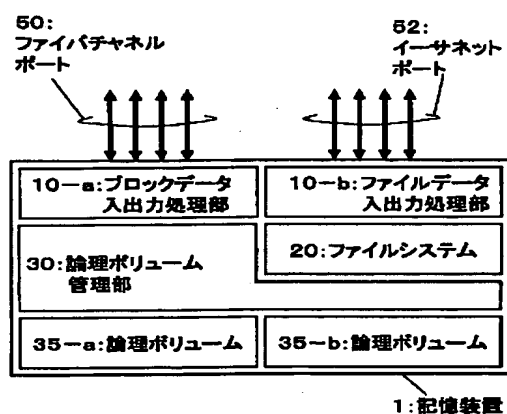 50:
ファイバチャネル
ポート
52:
イーサネット
ポート
10-a:ブロックデータ
入出力処理部
10-b:ファイルデータ
入出力処理部
30:論理ボリューム
管理部
20:ファイルシステム
35-a:論理ボリューム
35-b:論理ボリューム
1:記憶装置